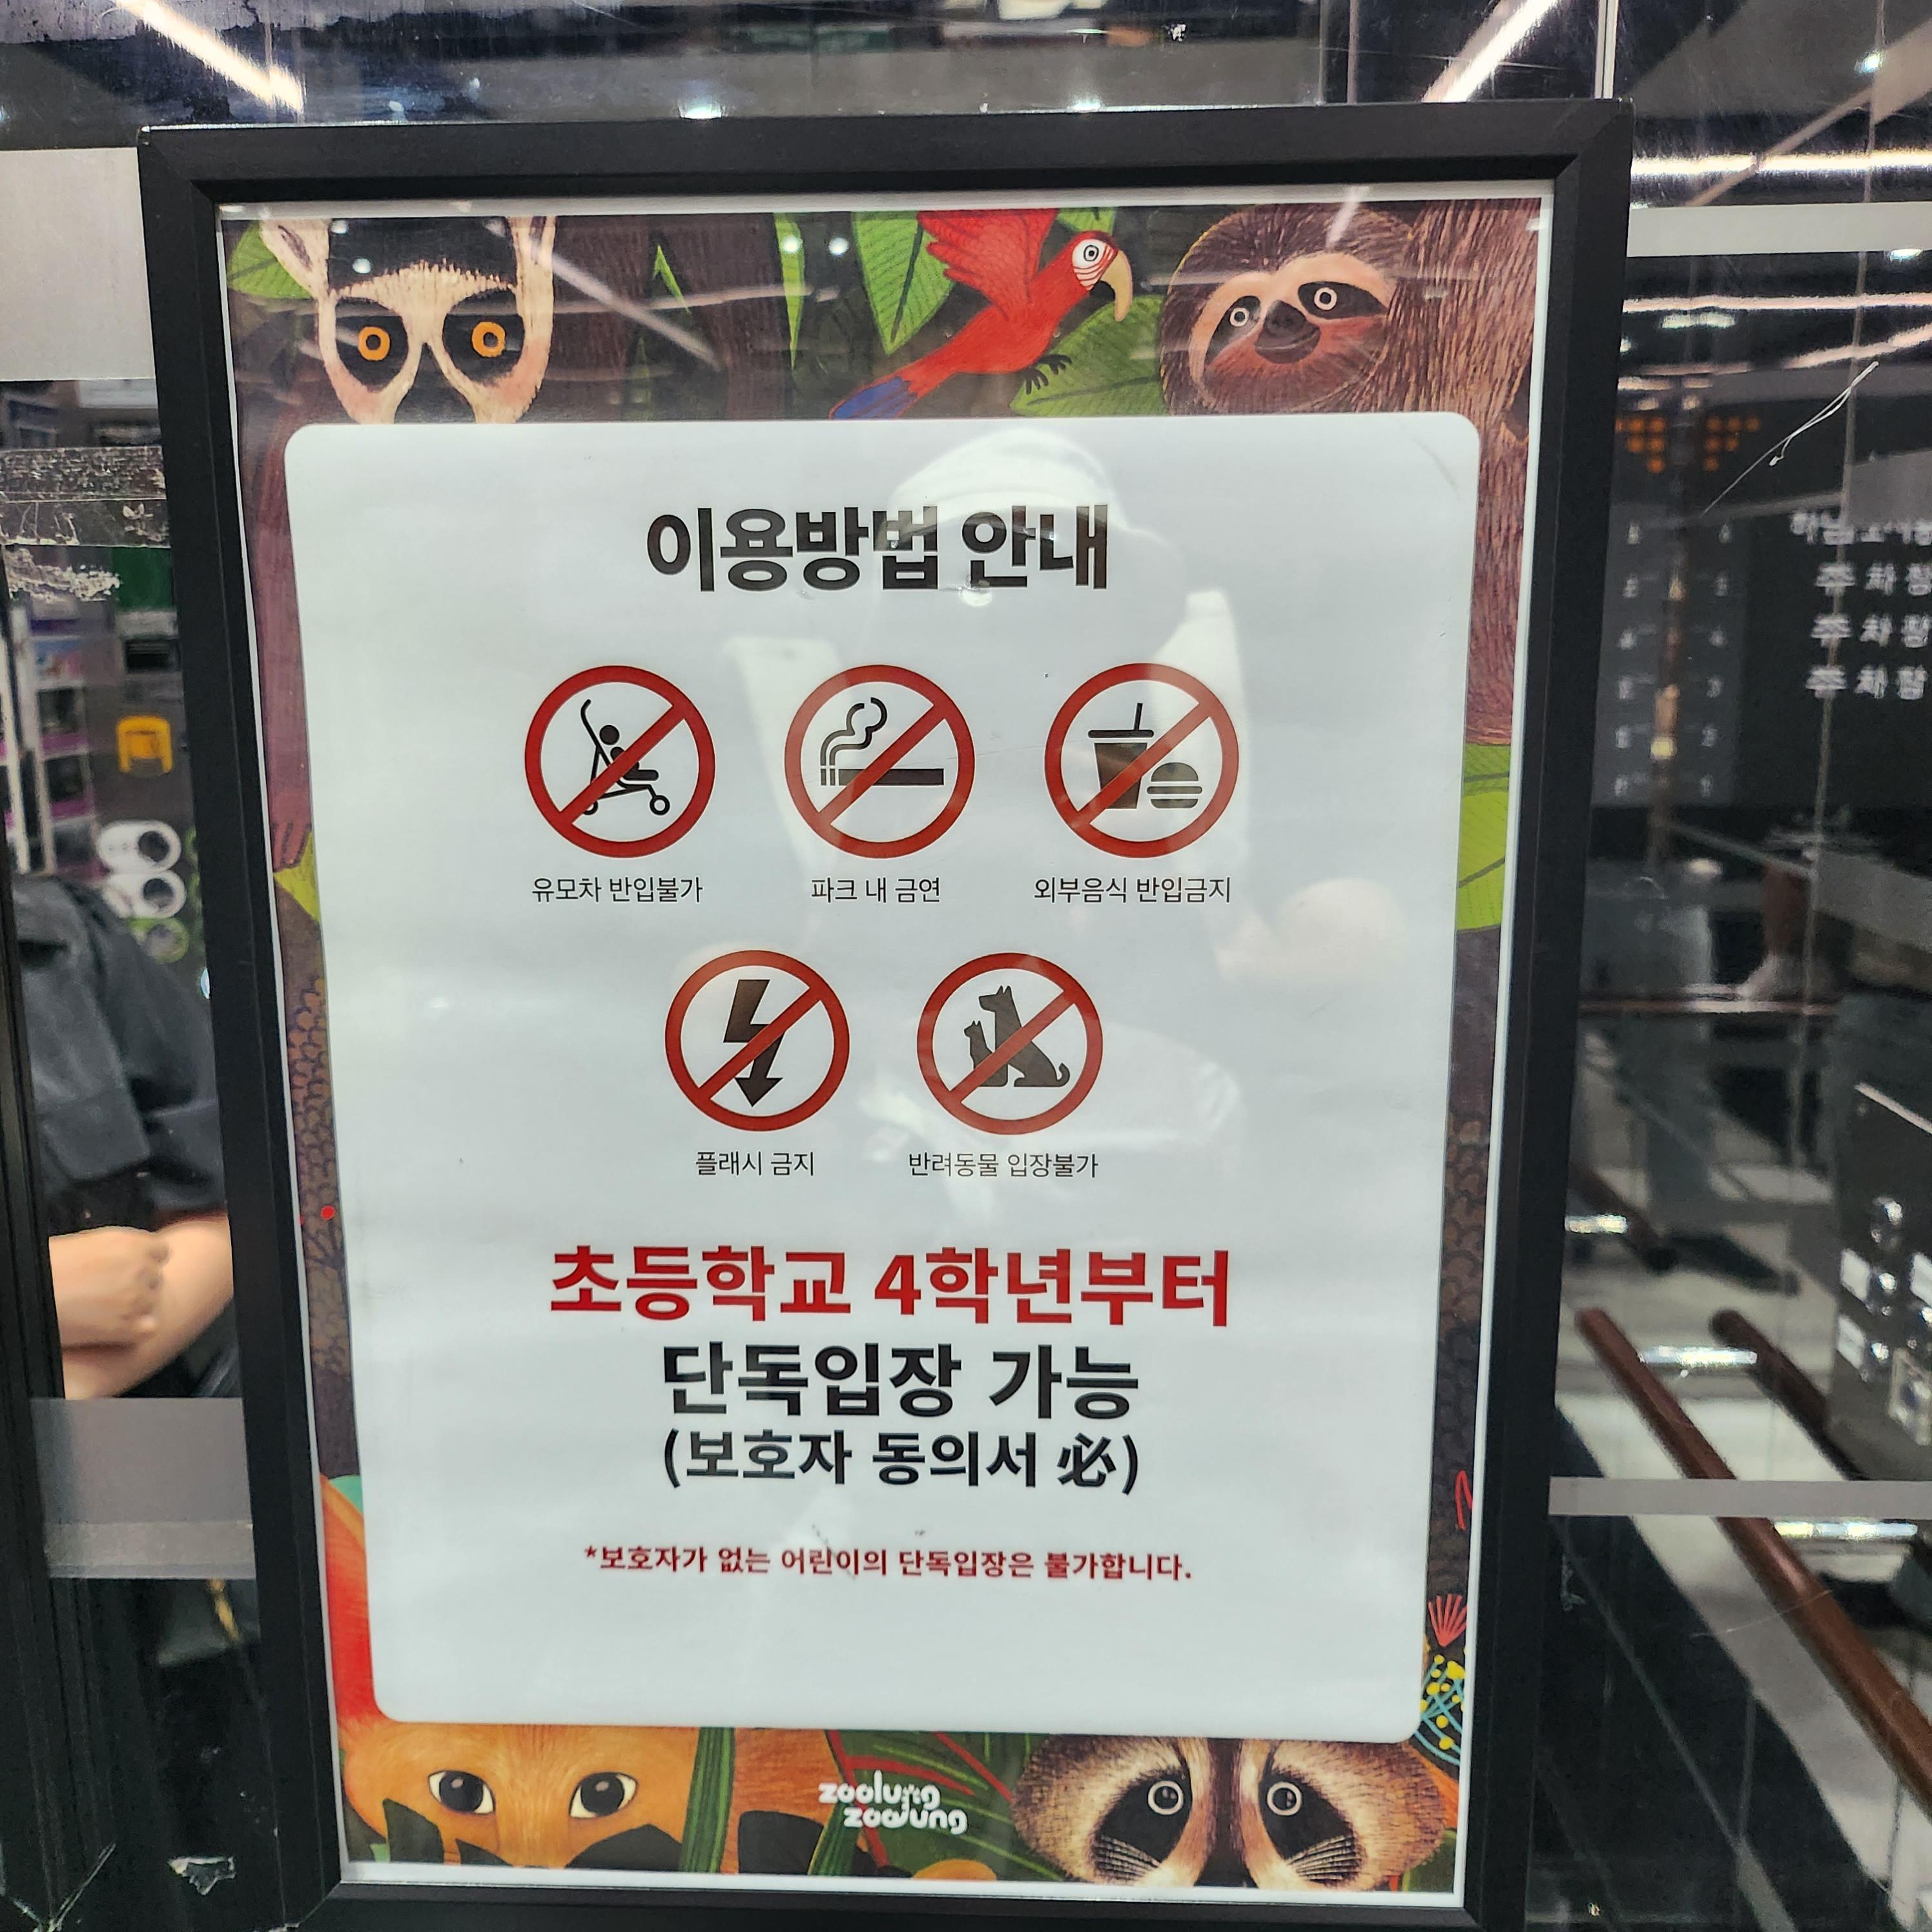 이용방법 안내
유모차 반입불가
파크 내 금연
외부음식 반입금지
플래시 금지
반려동물 입장불가
초등학교 4학년부터
단독입장 가능
(보호자 동의서 必)
*보호자가 없는 어린이의 단독입장은 불가합니다.
zoolung
zoolung
주차장
주차장
주차장